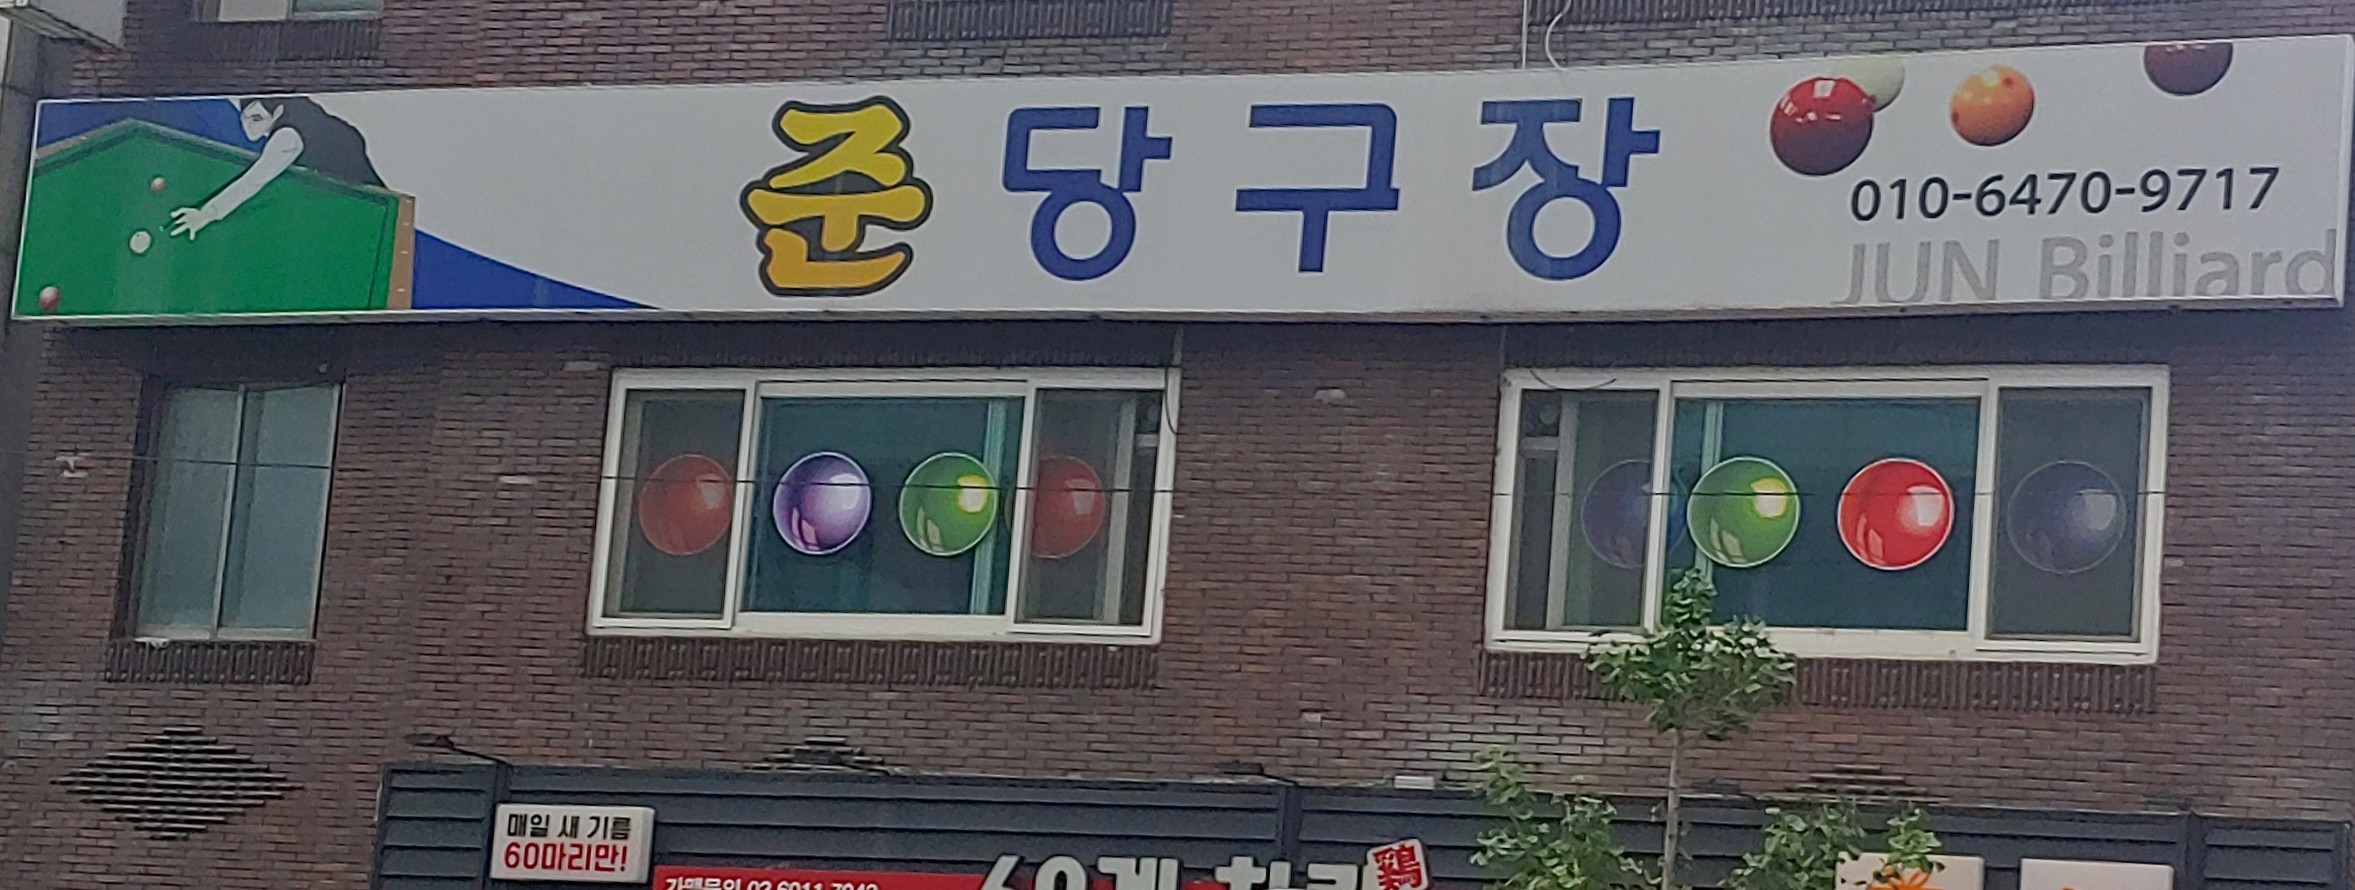 준당구장
010-6470-9717
JUN Billiard
매일 새 기름
60마리만!
鷄